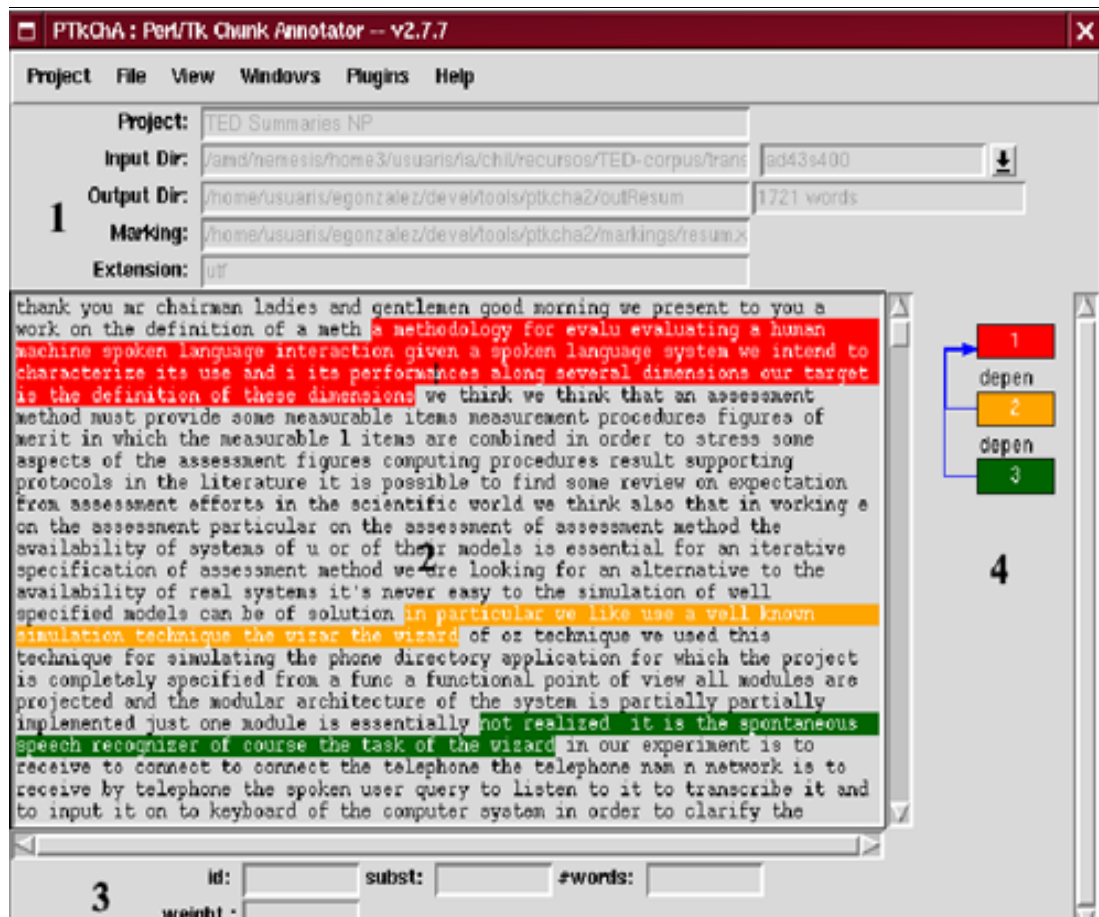 PTkChA : Perl/Tk Chunk Annotator -- v2.7.7
Project File View Windows Plugins Help
Project: TED Summaries NP
Input Dir: /amd/nemesis/home3/usuaris/ia/chil/recursos/TED-corpus/trans ad43s400
Output Dir: /home/usuaris/egonzalez/devel/tools/ptkcha2/outResum 1721 words
1
Marking: /home/usuaris/egonzalez/devel/tools/ptkcha2/markings/resum.x
Extension: utf
thank you mr chairman ladies and gentlemen good morning we present to you a
work on the definition of a meth a methodology for evalu evaluating a human
machine spoken language interaction given a spoken language system we intend to
characterize its use and i its performances along several dimensions our target
is the definition of these dimensions we think we think that an assessment
method must provide some measurable items measurement procedures figures of
merit in which the measurable l items are combined in order to stress some
aspects of the assessment figures computing procedures result supporting
protocols in the literature it is possible to find some review on expectation
from assessment efforts in the scientific world we think also that in working e
on the assessment particular on the assessment of assessment method the
availability of systems of u or of their models is essential for an iterative
specification of assessment method we are looking for an alternative to the
availability of real systems it's never easy to the simulation of well
specified models can be of solution in particular we like use a well known
simulation technique the wizar the wizard of oz technique we used this
technique for simulating the phone directory application for which the project
is completely specified from a func a functional point of view all modules are
projected and the modular architecture of the system is partially partially
implemented just one module is essentially not realized it is the spontaneous
speech recognizer of course the task of the wizard in our experiment is to
receive to connect to connect the telephone the telephone nam n network is to
receive by telephone the spoken user query to listen to it to transcribe it and
to input it on to keyboard of the computer system in order to clarify the
2
1
depen
2
depen
3
4
id: subst: #words:
3
weight :